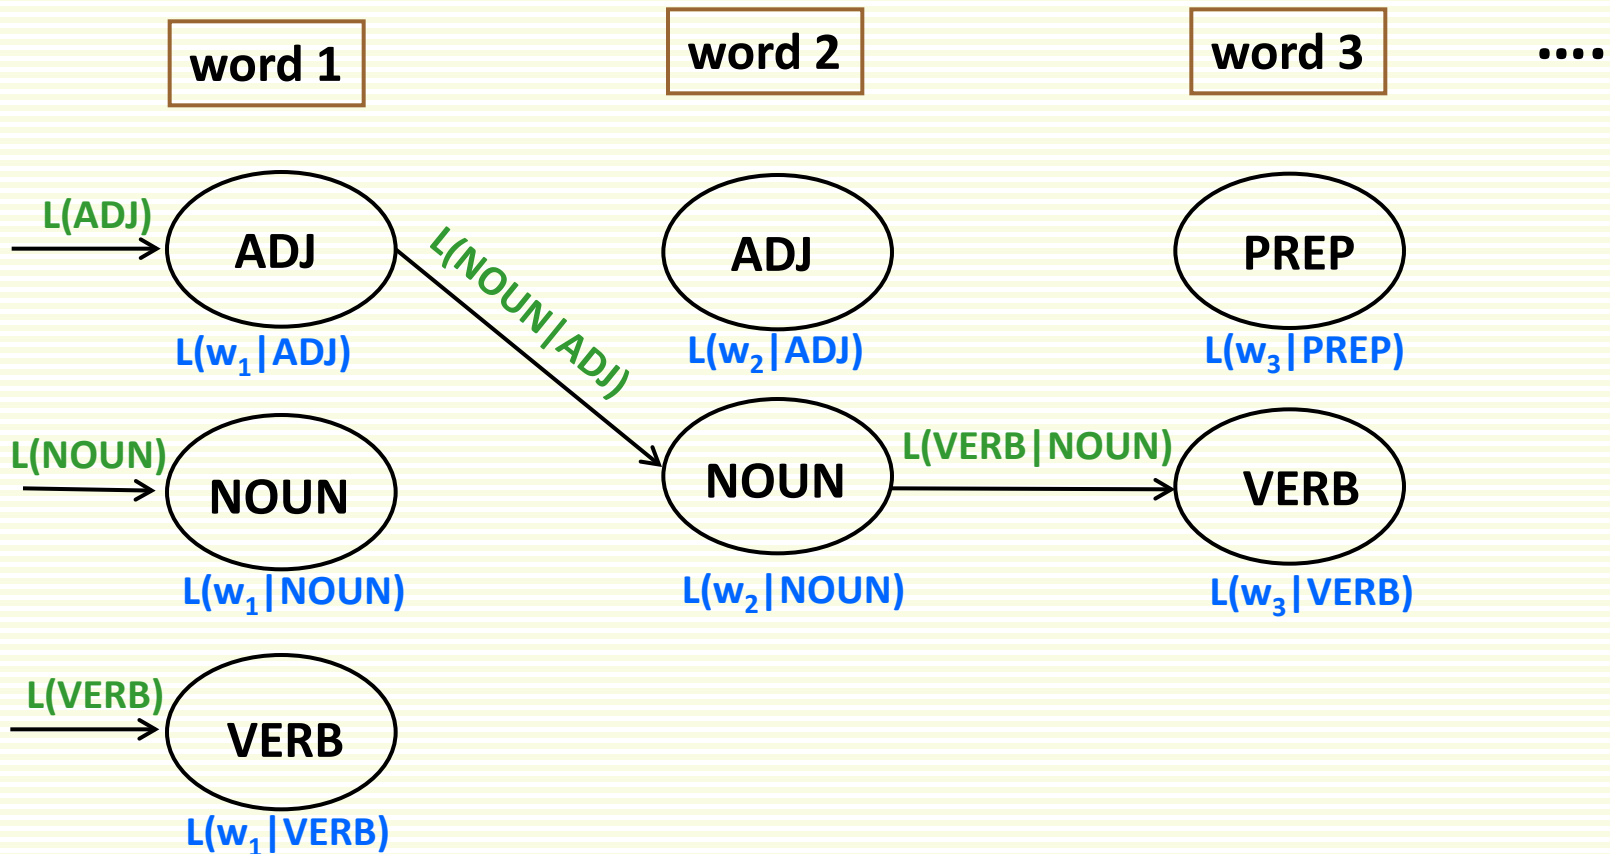 word 1
word 2
word 3
....
L(ADJ)
ADJ
L(w₁|ADJ)
L(NOUN|ADJ)
ADJ
L(w₂|ADJ)
PREP
L(w₃|PREP)
L(NOUN)
NOUN
L(w₁|NOUN)
NOUN
L(w₂|NOUN)
L(VERB|NOUN)
VERB
L(w₃|VERB)
L(VERB)
VERB
L(w₁|VERB)